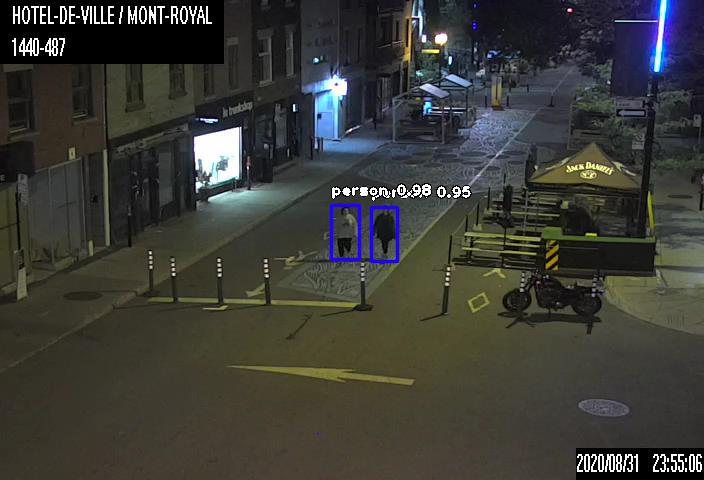 HOTEL-DE-VILLE / MONT-ROYAL
1440-487
JACK DANIEL'S
person 0.98
0.95
2020/08/31 23:55:06